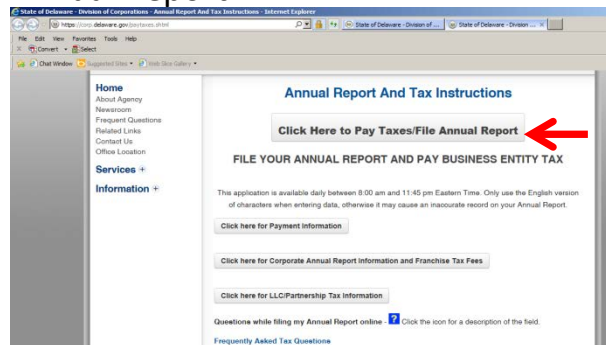 State of Delaware - Division of Corporations - Annual Report And Tax Instructions - Internet Explorer
https://corp.delaware.gov/paytaxes.shtml
State of Delaware - Division of ...
State of Delaware - Division ...
File Edit View Favorites Tools Help
Convert Select
Chat Window Suggested Sites Web Slice Gallery
Home
About Agency
Newsroom
Frequent Questions
Related Links
Contact Us
Office Location
Services +
Information +
Annual Report And Tax Instructions
Click Here to Pay Taxes/File Annual Report
FILE YOUR ANNUAL REPORT AND PAY BUSINESS ENTITY TAX
This application is available daily between 8:00 am and 11:45 pm Eastern Time. Only use the English version
of characters when entering data, otherwise it may cause an inaccurate record on your Annual Report.
Click here for Payment Information
Click here for Corporate Annual Report Information and Franchise Tax Fees
Click here for LLC/Partnership Tax Information
Questions while filing my Annual Report online - ? Click the icon for a description of the field.
Frequently Asked Tax Questions